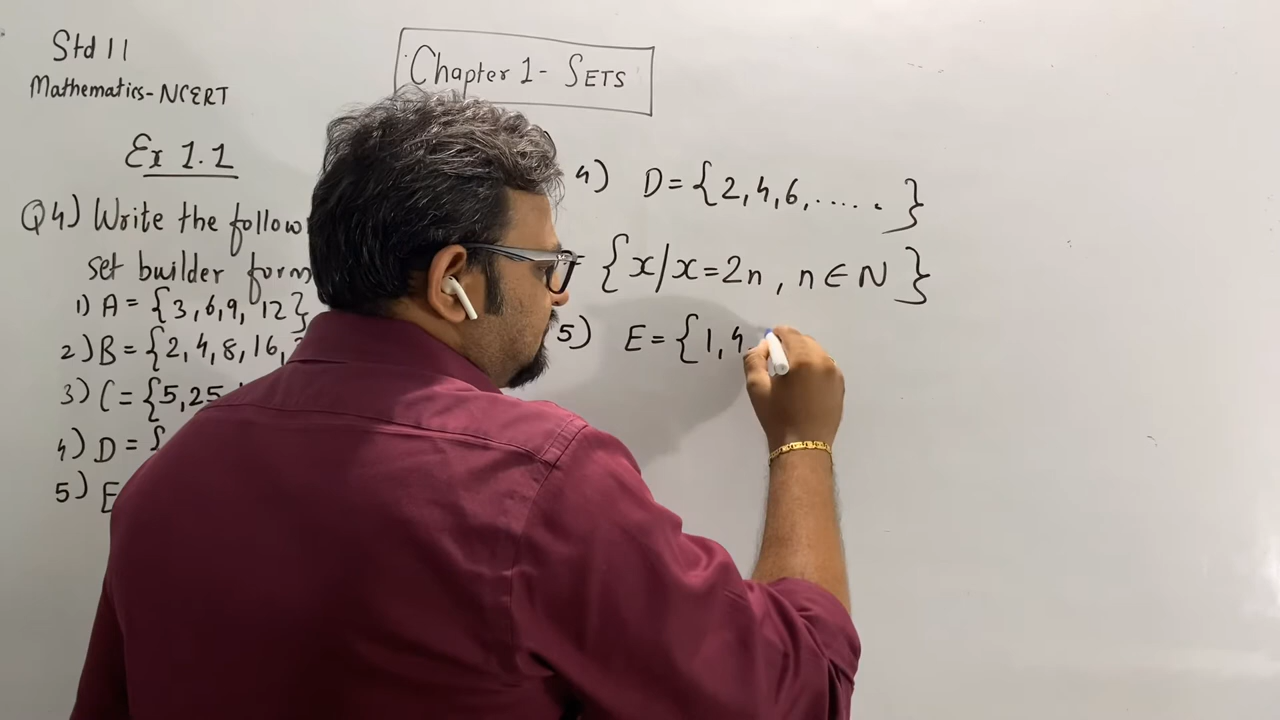 Std 11
Mathematics-NCERT
Chapter 1- SETS
Ex 1.1
Q4) Write the
set builder form
1) A = {3,6,9, 12}
2) B = {2, 4, 8, 16,
3) C = {5,25
4) D = {
5) E
4) D = {2, 4, 6, ..... }
= {x/x=2n, n ∈ N}
5) E = {1, 4